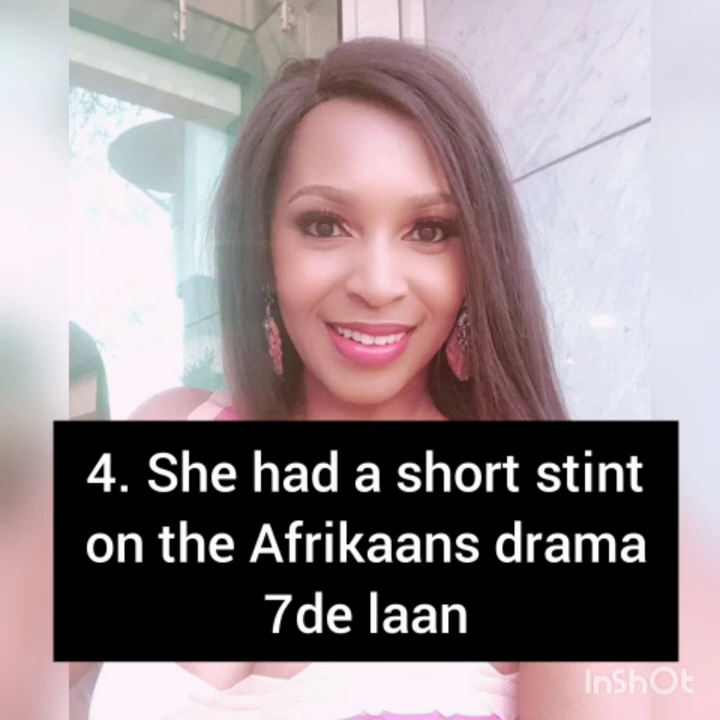 4. She had a short stint
on the Afrikaans drama
7de laan
InShOt